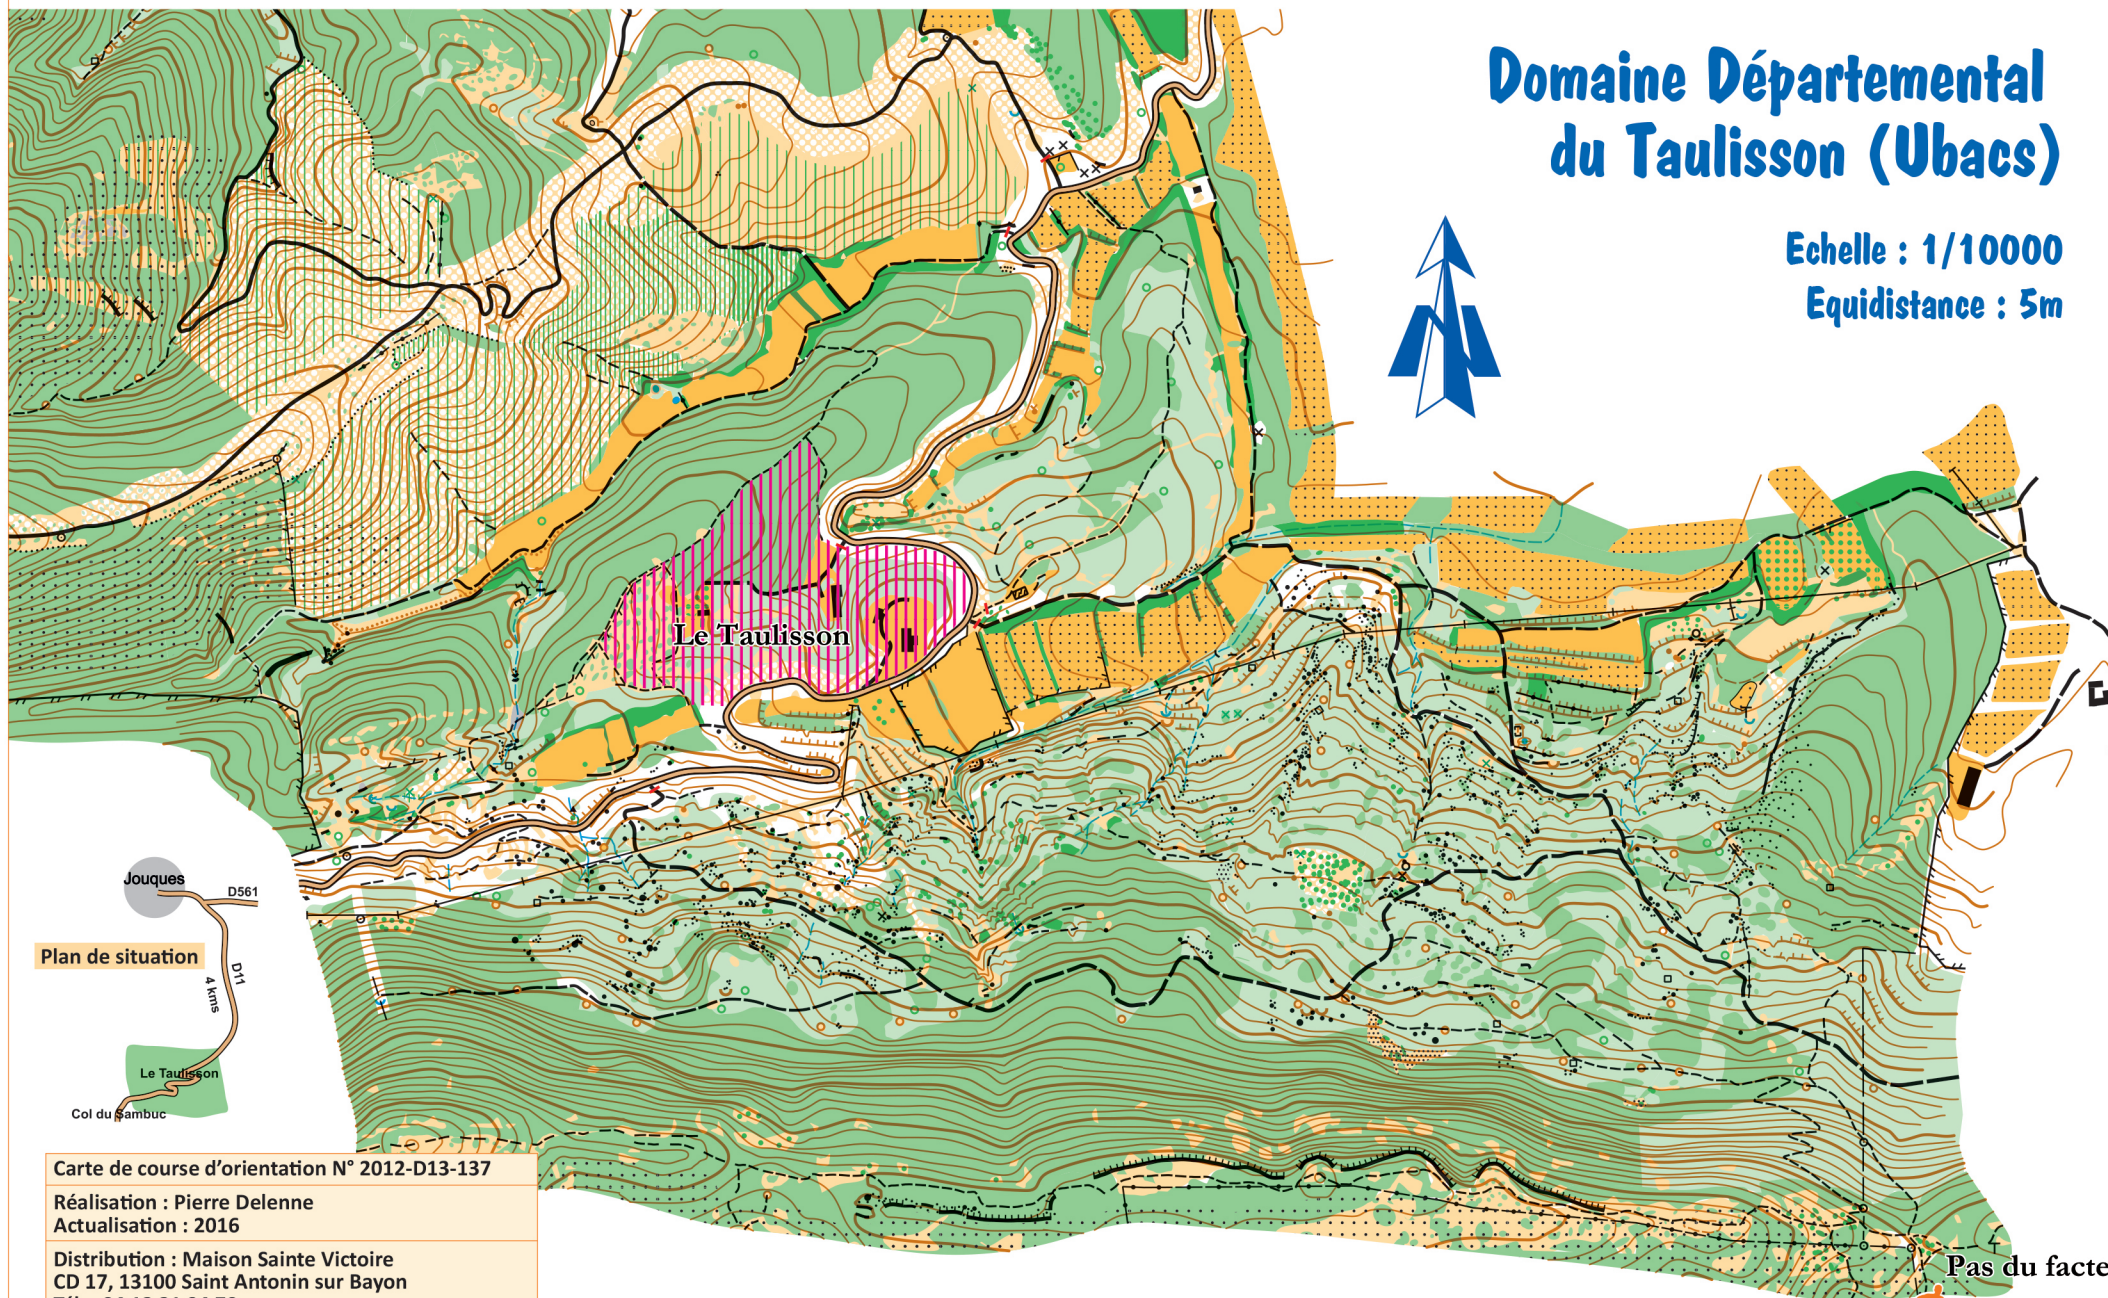 Domaine Départemental
du Taulisson (Ubacs)
Echelle : 1/10000
Equidistance : 5m
Le Taulisson
Jouques
D561
Plan de situation
D11
4 kms
Le Taulisson
Col du Sambuc
Carte de course d'orientation N° 2012-D13-137
Réalisation : Pierre Delenne
Actualisation : 2016
Distribution : Maison Sainte Victoire
CD 17, 13100 Saint Antonin sur Bayon
Pas du facte